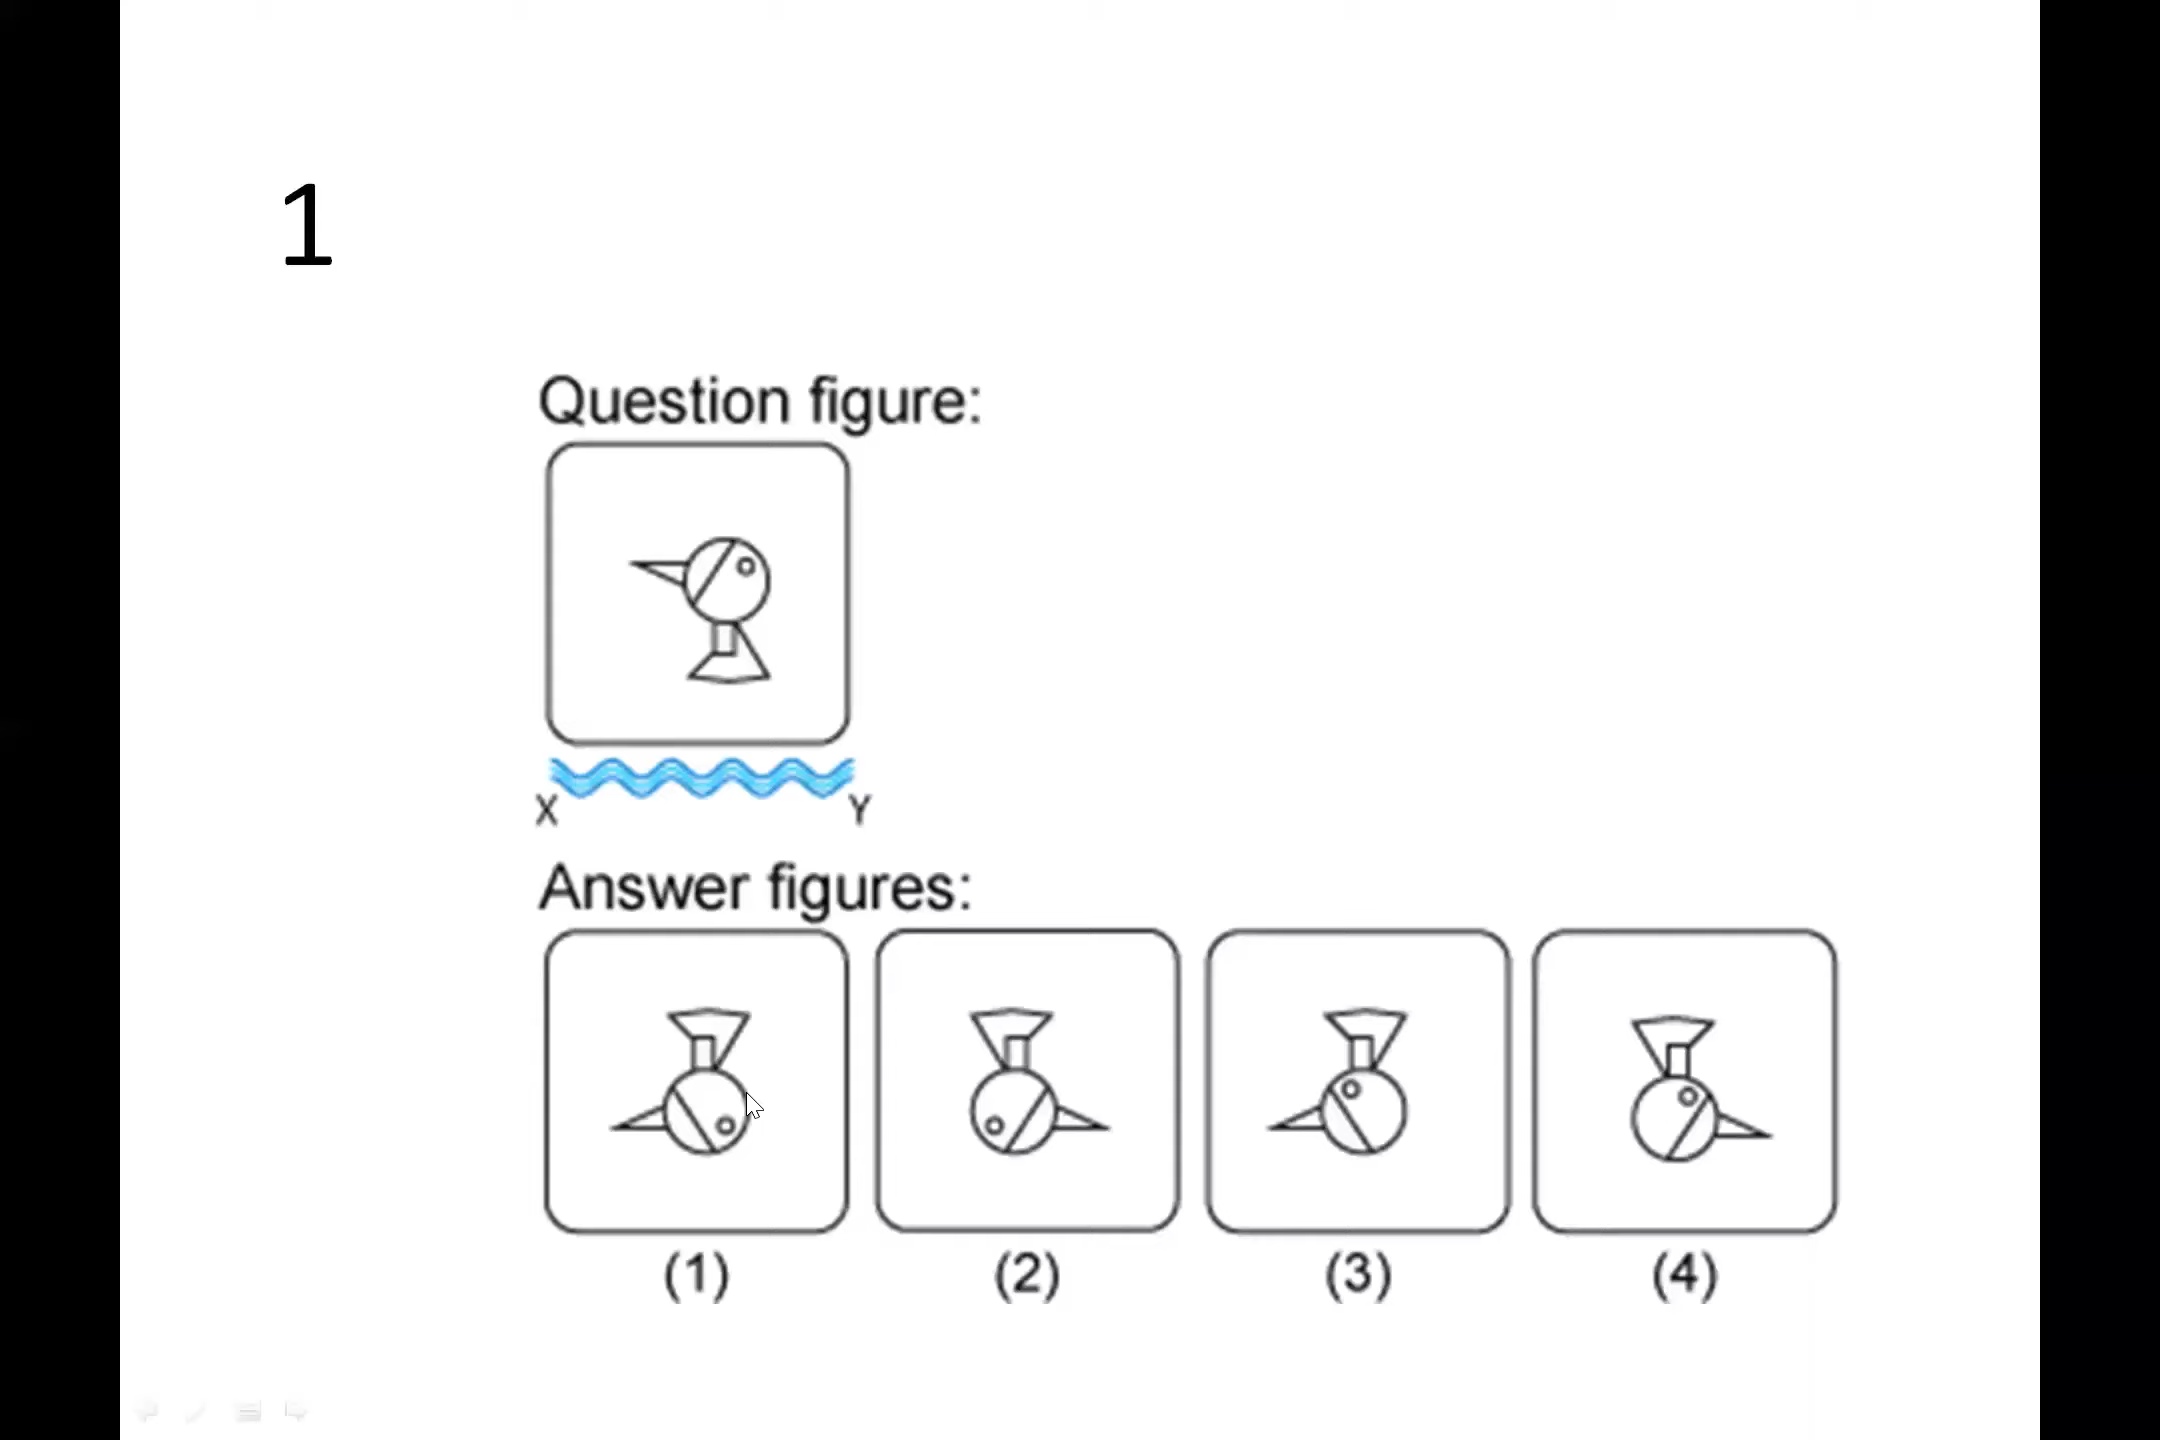 1
Question figure:
X Y
Answer figures:
(1) (2) (3) (4)